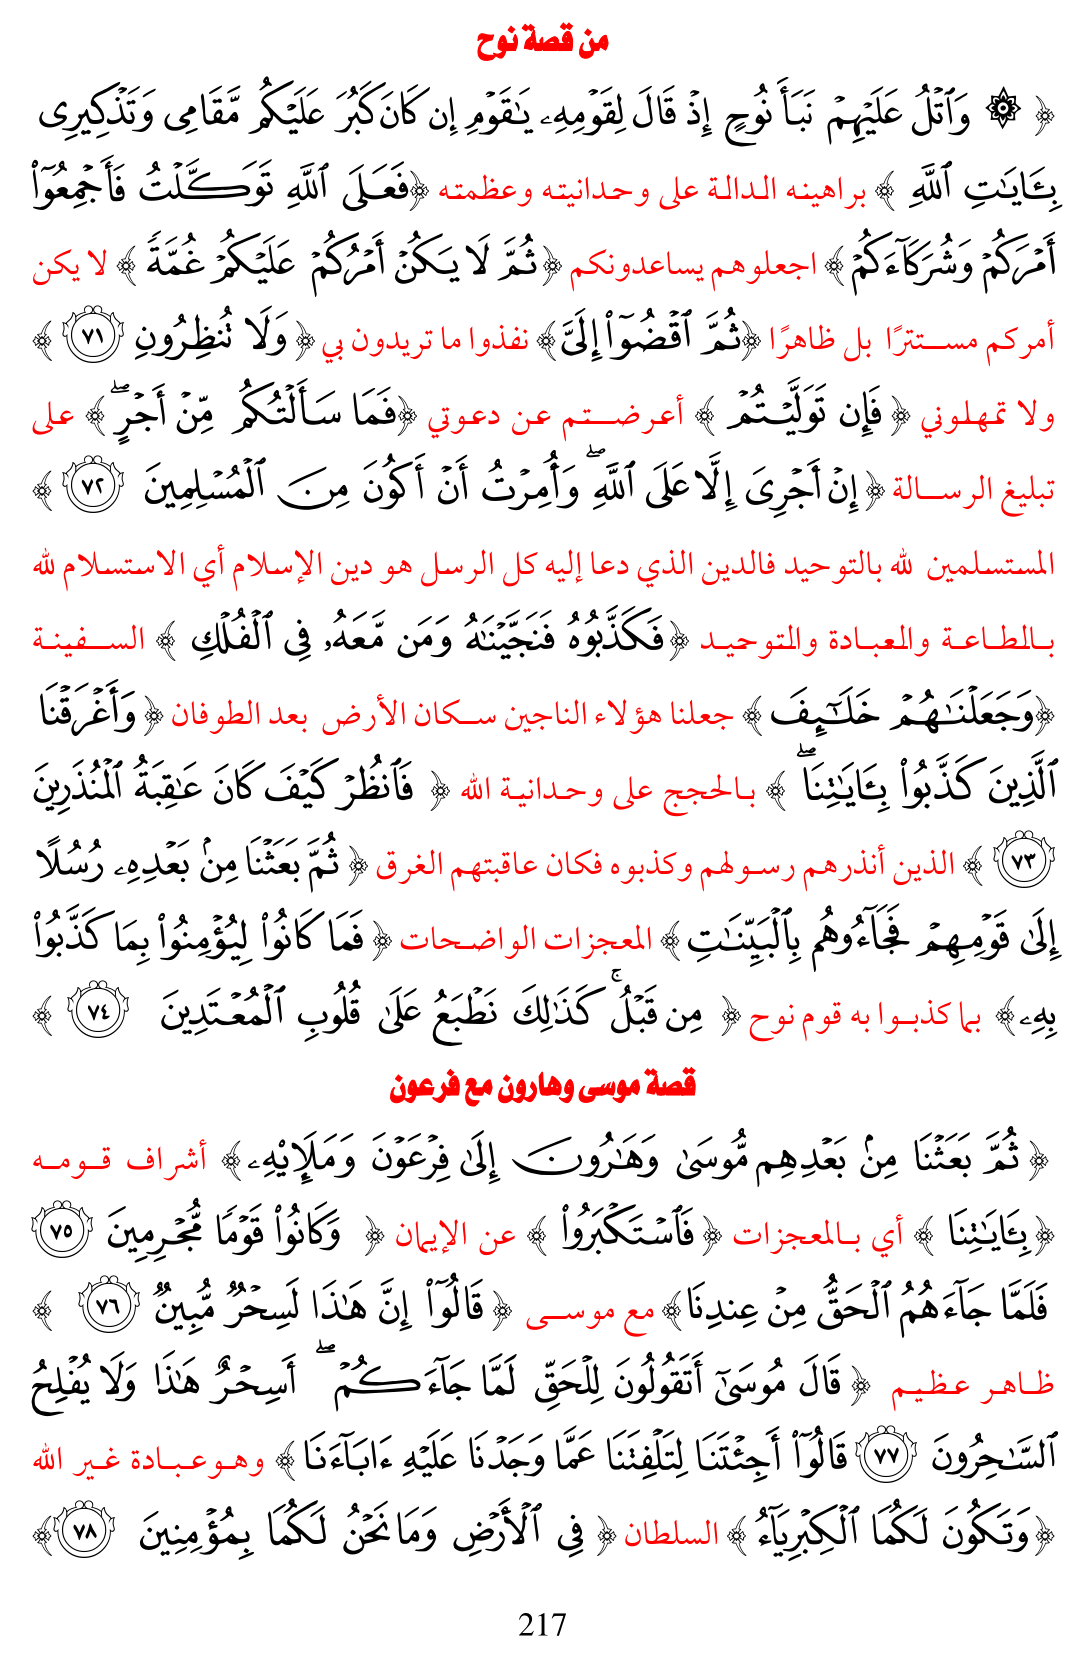 من قصة نوح
﴿ ۞ وَٱتْلُ عَلَيْهِمْ نَبَأَ نُوحٍ إِذْ قَالَ لِقَوْمِهِۦ يَٰقَوْمِ إِن كَانَ كَبُرَ عَلَيْكُم مَّقَامِى وَتَذْكِيرِى
بِـَٔايَٰتِ ٱللَّهِ ﴾ براهينه الدالة على وحدانيته وعظمته ﴿فَعَلَى ٱللَّهِ تَوَكَّلْتُ فَأَجْمِعُوٓا۟
أَمْرَكُمْ وَشُرَكَآءَكُمْ﴾ اجعلوهم يساعدونكم ﴿ثُمَّ لَا يَكُنْ أَمْرُكُمْ عَلَيْكُمْ غُمَّةً ﴾ لا يكن
أمركم مستترًا بل ظاهرًا ﴿ثُمَّ ٱقْضُوٓا۟ إِلَىَّ﴾ نفذوا ما تريدون بي ﴿ وَلَا تُنظِرُونِ ٧١ ﴾
ولا تمهلوني ﴿ فَإِن تَوَلَّيْتُمْ ﴾ أعرضتم عن دعوتي ﴿فَمَا سَأَلْتُكُم مِّنْ أَجْرٍ ۖ﴾ على
تبليغ الرسالة ﴿ إِنْ أَجْرِىَ إِلَّا عَلَى ٱللَّهِ ۖ وَأُمِرْتُ أَنْ أَكُونَ مِنَ ٱلْمُسْلِمِينَ ٧٢ ﴾
المستسلمين لله بالتوحيد فالدين الذي دعا إليه كل الرسل هو دين الإسلام أي الاستسلام لله
بالطاعة والعبادة والتوحيد ﴿ فَكَذَّبُوهُ فَنَجَّيْنَٰهُ وَمَن مَّعَهُۥ فِى ٱلْفُلْكِ ﴾ السفينة
﴿وَجَعَلْنَٰهُمْ خَلَٰٓئِفَ ﴾ جعلنا هؤلاء الناجين سكان الأرض بعد الطوفان ﴿ وَأَغْرَقْنَا
ٱلَّذِينَ كَذَّبُوا۟ بِـَٔايَٰتِنَا ۖ ﴾ بالحجج على وحدانية الله ﴿ فَٱنظُرْ كَيْفَ كَانَ عَٰقِبَةُ ٱلْمُنذَرِينَ
٧٣ ﴾ الذين أنذرهم رسولهم وكذبوه فكان عاقبتهم الغرق ﴿ ثُمَّ بَعَثْنَا مِنۢ بَعْدِهِۦ رُسُلًا
إِلَىٰ قَوْمِهِمْ فَجَآءُوهُم بِٱلْبَيِّنَٰتِ ﴾ المعجزات الواضحات ﴿ فَمَا كَانُوا۟ لِيُؤْمِنُوا۟ بِمَا كَذَّبُوا۟
بِهِۦ﴾ بما كذبوا به قوم نوح ﴿ مِن قَبْلُ ۚ كَذَٰلِكَ نَطْبَعُ عَلَىٰ قُلُوبِ ٱلْمُعْتَدِينَ ٧٤ ﴾
قصة موسى وهارون مع فرعون
﴿ ثُمَّ بَعَثْنَا مِنۢ بَعْدِهِم مُّوسَىٰ وَهَٰرُونَ إِلَىٰ فِرْعَوْنَ وَمَلَإِي۟هِۦ ﴾ أشراف قومه
﴿ بِـَٔايَٰتِنَا ﴾ أي بالمعجزات ﴿ فَٱسْتَكْبَرُوا۟ ﴾ عن الإيمان ﴿ وَكَانُوا۟ قَوْمًا مُّجْرِمِينَ ٧٥
فَلَمَّا جَآءَهُمُ ٱلْحَقُّ مِنْ عِندِنَا﴾ مع موسى ﴿ قَالُوٓا۟ إِنَّ هَٰذَا لَسِحْرٌ مُّبِينٌ ٧٦ ﴾
ظاهر عظيم ﴿ قَالَ مُوسَىٰٓ أَتَقُولُونَ لِلْحَقِّ لَمَّا جَآءَكُمْ ۖ أَسِحْرٌ هَٰذَا وَلَا يُفْلِحُ
ٱلسَّٰحِرُونَ ٧٧ قَالُوٓا۟ أَجِئْتَنَا لِتَلْفِتَنَا عَمَّا وَجَدْنَا عَلَيْهِ ءَابَآءَنَا ﴾ وهو عبادة غير الله
﴿ وَتَكُونَ لَكُمَا ٱلْكِبْرِيَآءُ ﴾ السلطان ﴿ فِى ٱلْأَرْضِ وَمَا نَحْنُ لَكُمَا بِمُؤْمِنِينَ ٧٨ ﴾
217